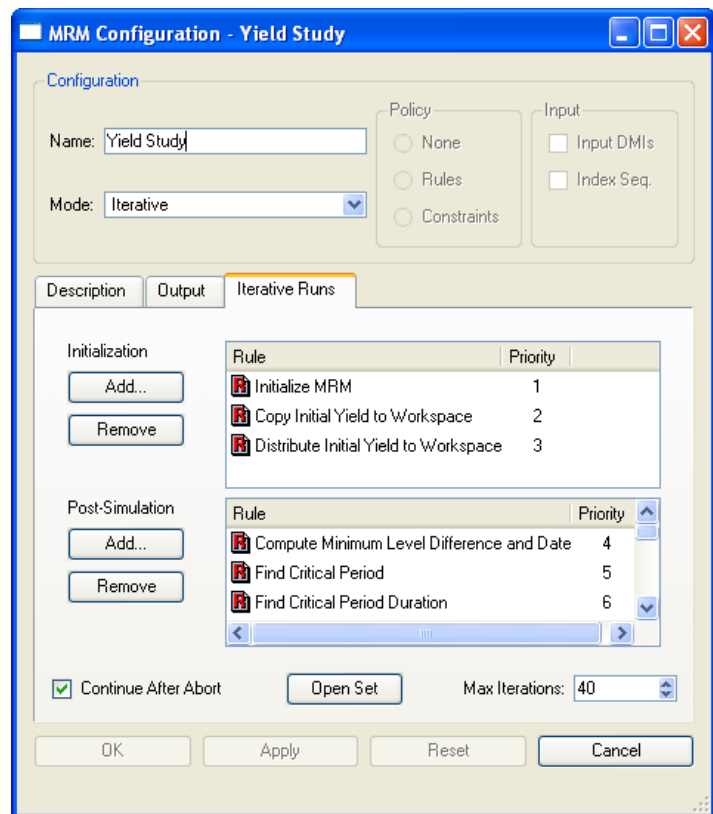 MRM Configuration - Yield Study
Configuration
Name: Yield Study
Mode: Iterative
Policy
None
Rules
Constraints
Input
Input DMIs
Index Seq.
Description Output Iterative Runs
Initialization
Add...
Remove
Rule Priority
Initialize MRM 1
Copy Initial Yield to Workspace 2
Distribute Initial Yield to Workspace 3
Post-Simulation
Add...
Remove
Rule Priority
Compute Minimum Level Difference and Date 4
Find Critical Period 5
Find Critical Period Duration 6
Continue After Abort Open Set Max Iterations: 40
OK Apply Reset Cancel